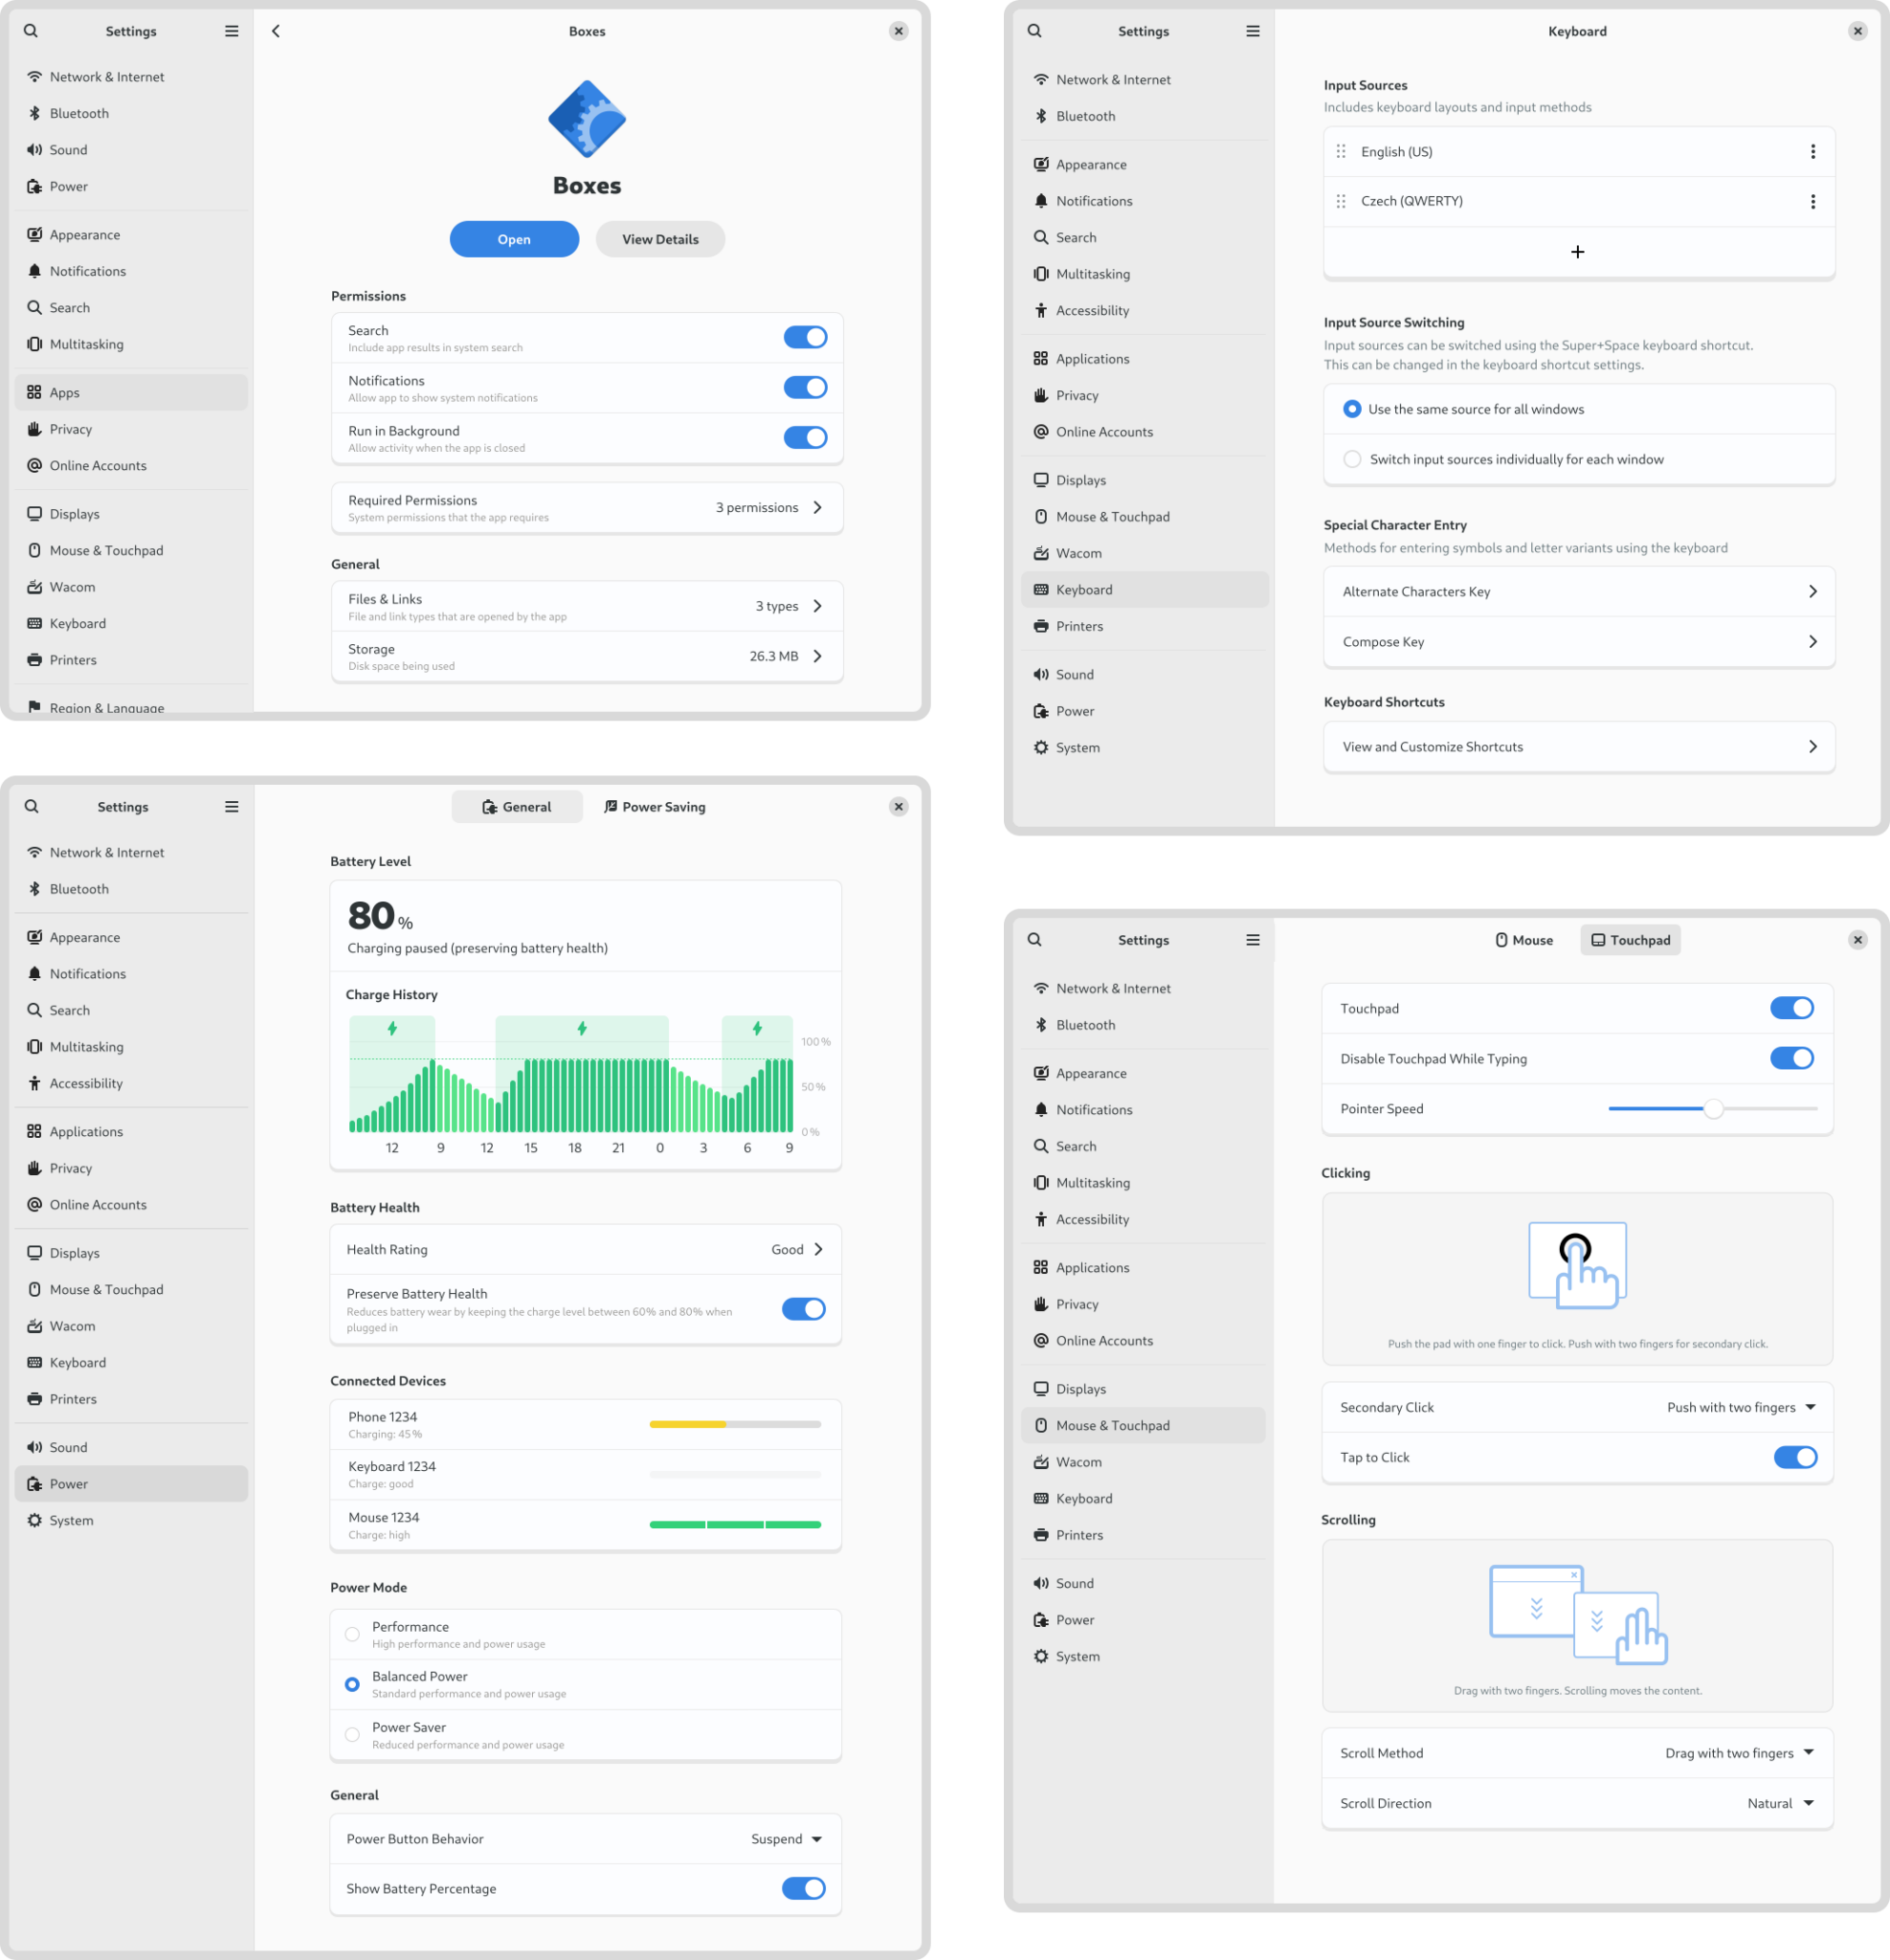 Settings
Network & Internet
Bluetooth
Sound
Power
Appearance
Notifications
Search
Multitasking
Apps
Privacy
Online Accounts
Displays
Mouse & Touchpad
Wacom
Keyboard
Printers
Region & Language
Boxes
Boxes
Open
View Details
Permissions
Search
Include app results in system search
Notifications
Allow app to show system notifications
Run in Background
Allow activity when the app is closed
Required Permissions
System permissions that the app requires
3 permissions
General
Files & Links
File and link types that are opened by the app
3 types
Storage
Disk space being used
26.3 MB
Settings
Network & Internet
Bluetooth
Appearance
Notifications
Search
Multitasking
Accessibility
Applications
Privacy
Online Accounts
Displays
Mouse & Touchpad
Wacom
Keyboard
Printers
Sound
Power
System
Keyboard
Input Sources
Includes keyboard layouts and input methods
English (US)
Czech (QWERTY)
Input Source Switching
Input sources can be switched using the Super+Space keyboard shortcut.
This can be changed in the keyboard shortcut settings.
Use the same source for all windows
Switch input sources individually for each window
Special Character Entry
Methods for entering symbols and letter variants using the keyboard
Alternate Characters Key
Compose Key
Keyboard Shortcuts
View and Customize Shortcuts
Settings
Network & Internet
Bluetooth
Appearance
Notifications
Search
Multitasking
Accessibility
Applications
Privacy
Online Accounts
Displays
Mouse & Touchpad
Wacom
Keyboard
Printers
Sound
Power
System
General
Power Saving
Battery Level
80 %
Charging paused (preserving battery health)
Charge History
100 %
50 %
0 %
12 9 12 15 18 21 0 3 6 9
Battery Health
Health Rating
Good
Preserve Battery Health
Reduces battery wear by keeping the charge level between 60% and 80% when
plugged in
Connected Devices
Phone 1234
Charging: 45 %
Keyboard 1234
Charge: good
Mouse 1234
Charge: high
Power Mode
Performance
High performance and power usage
Balanced Power
Standard performance and power usage
Power Saver
Reduced performance and power usage
General
Power Button Behavior
Suspend
Show Battery Percentage
Settings
Network & Internet
Bluetooth
Appearance
Notifications
Search
Multitasking
Accessibility
Applications
Privacy
Online Accounts
Displays
Mouse & Touchpad
Wacom
Keyboard
Printers
Sound
Power
System
Mouse
Touchpad
Touchpad
Disable Touchpad While Typing
Pointer Speed
Clicking
Push the pad with one finger to click. Push with two fingers for secondary click.
Secondary Click
Push with two fingers
Tap to Click
Scrolling
Drag with two fingers. Scrolling moves the content.
Scroll Method
Drag with two fingers
Scroll Direction
Natural